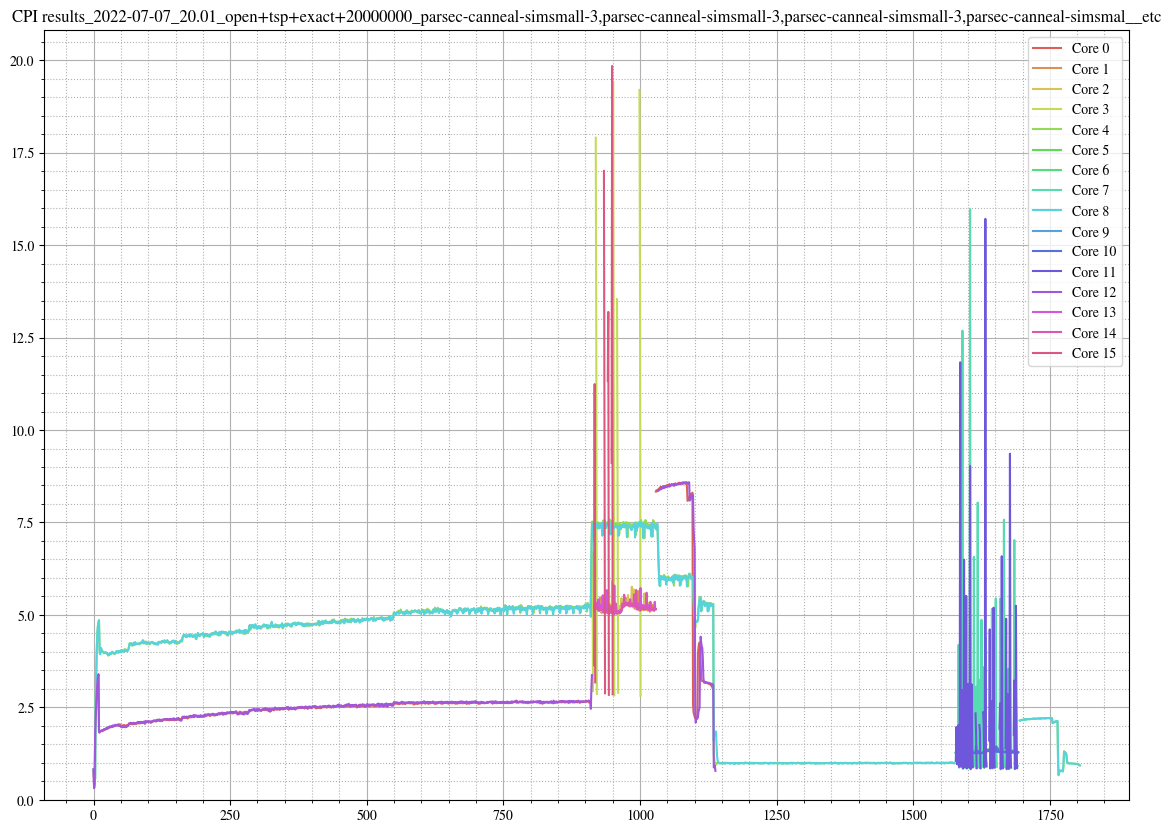 CPI results_2022-07-07_20.01_open+tsp+exact+20000000_parsec-canneal-simsmall-3,parsec-canneal-simsmall-3,parsec-canneal-simsmall-3,parsec-canneal-simsmal__etc
20.0
17.5
15.0
12.5
10.0
7.5
5.0
2.5
0.0
0 250 500 750 1000 1250 1500 1750
Core 0
Core 1
Core 2
Core 3
Core 4
Core 5
Core 6
Core 7
Core 8
Core 9
Core 10
Core 11
Core 12
Core 13
Core 14
Core 15